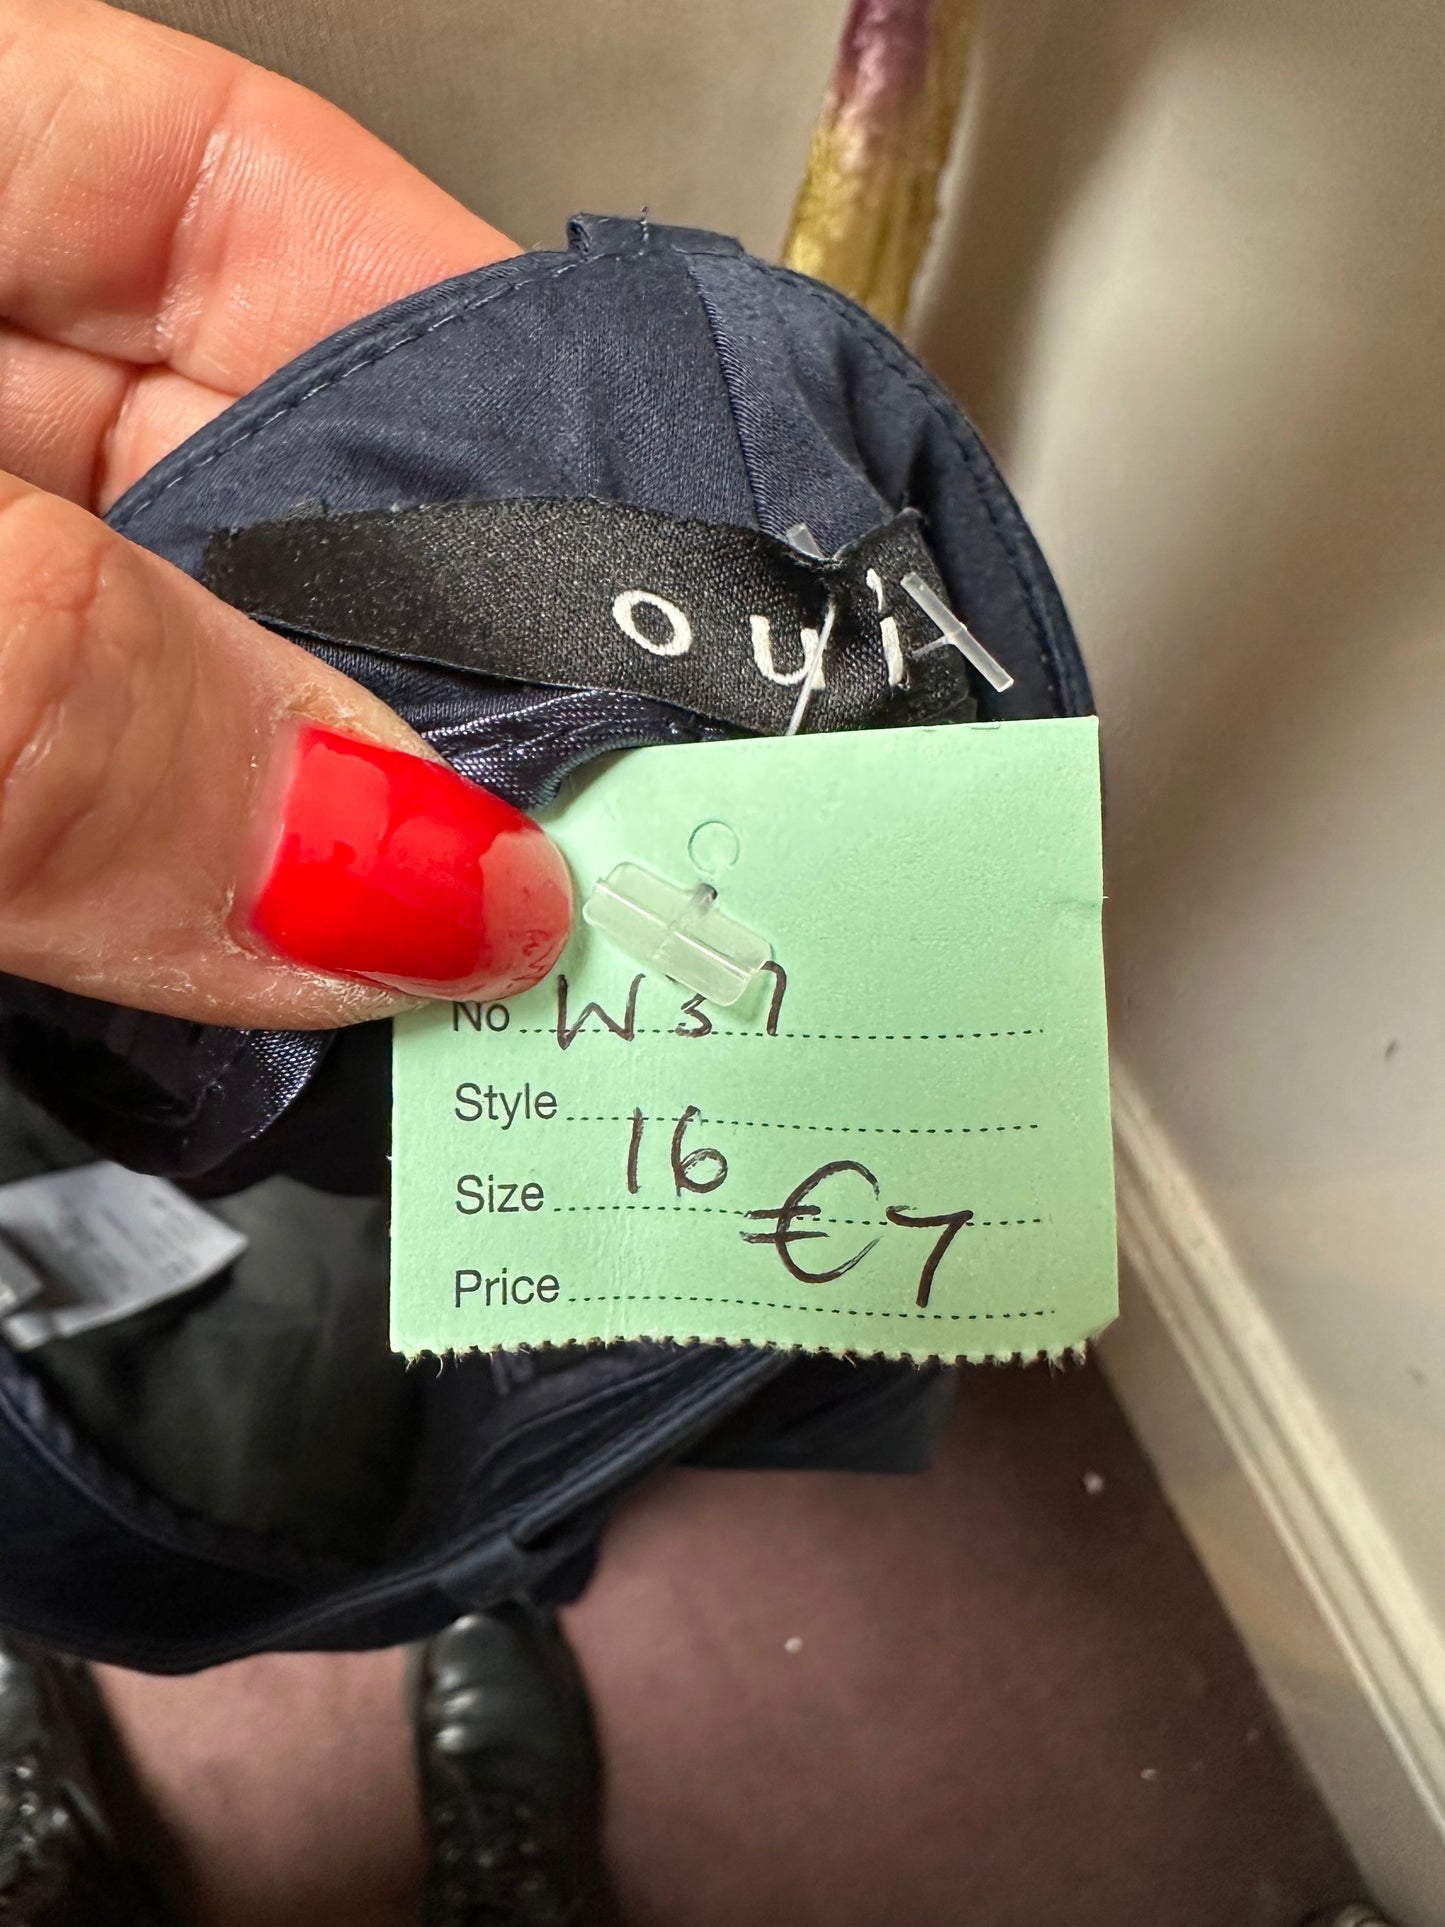 oui
No W37
Style
Size 16
Price €7